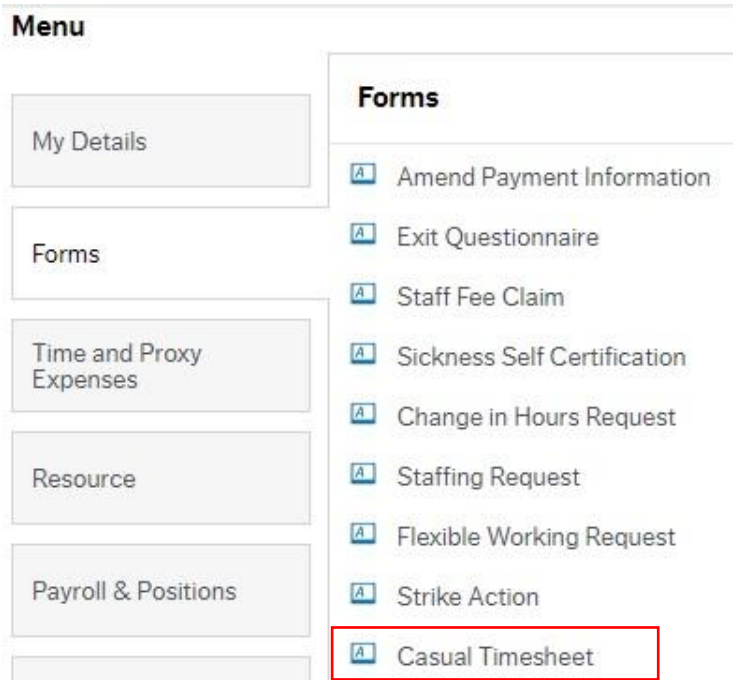 Menu
My Details
Forms
Time and Proxy
Expenses
Resource
Payroll & Positions
Forms
Amend Payment Information
Exit Questionnaire
Staff Fee Claim
Sickness Self Certification
Change in Hours Request
Staffing Request
Flexible Working Request
Strike Action
Casual Timesheet